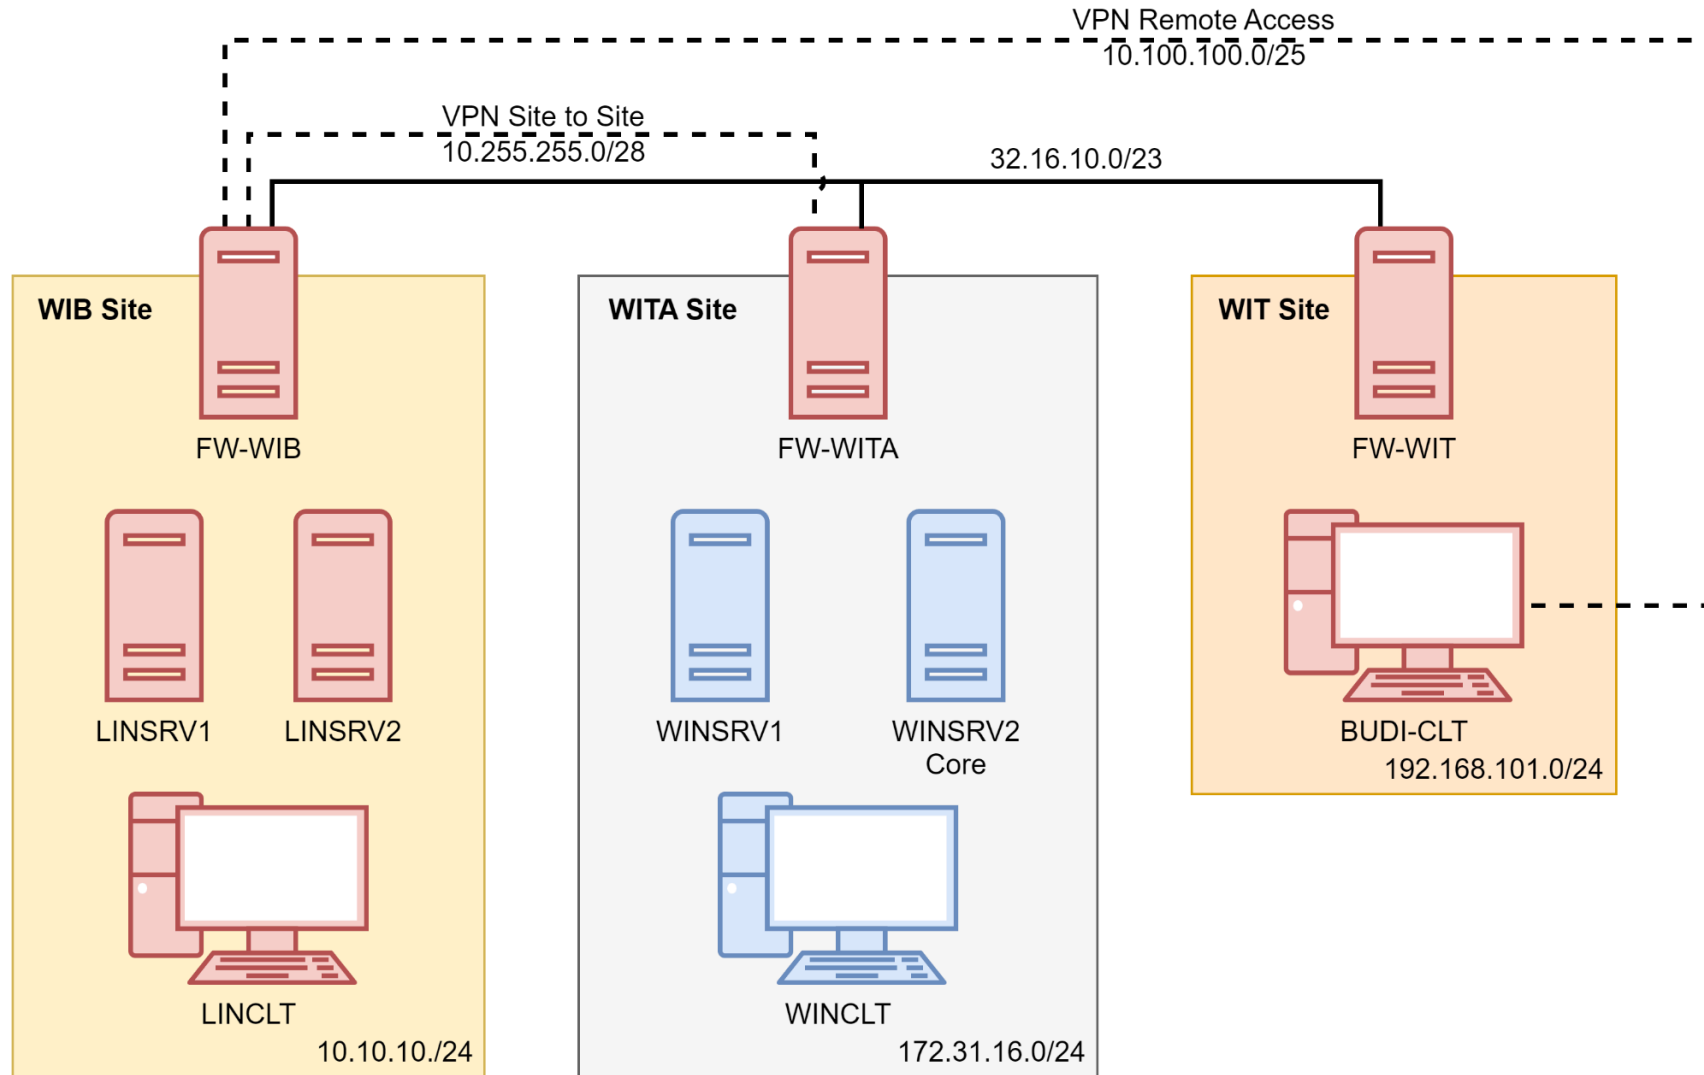 VPN Remote Access
10.100.100.0/25
VPN Site to Site
10.255.255.0/28
32.16.10.0/23
WIB Site
WITA Site
WIT Site
FW-WIB
FW-WITA
FW-WIT
LINSRV1
LINSRV2
WINSRV1
WINSRV2
Core
BUDI-CLT
192.168.101.0/24
LINCLT
WINCLT
10.10.10./24
172.31.16.0/24